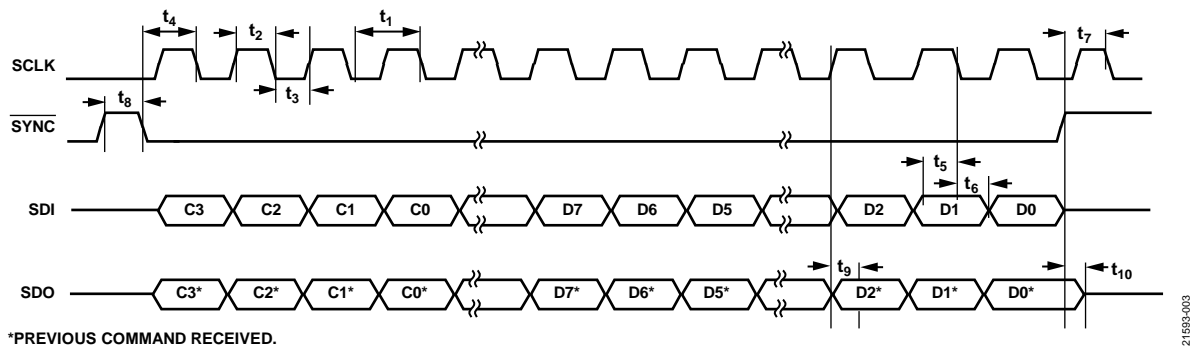 t4 t2 t1 t7
SCLK
t3
t8
SYNC
t5
t6
SDI C3 C2 C1 C0 D7 D6 D5 D2 D1 D0
t9
t10
SDO C3* C2* C1* C0* D7* D6* D5* D2* D1* D0*
*PREVIOUS COMMAND RECEIVED.
21593-003